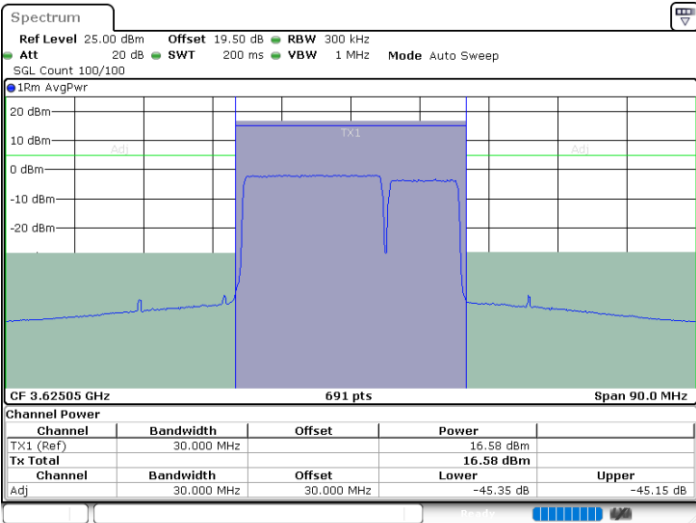 Spectrum
Ref Level 25.00 dBm Offset 19.50 dB RBW 300 kHz
Att 20 dB SWT 200 ms VBW 1 MHz Mode Auto Sweep
SGL Count 100/100
1Rm AvgPwr
20 dBm
TX1
10 dBm
Adj Adj
0 dBm
-10 dBm
-20 dBm
CF 3.62505 GHz 691 pts Span 90.0 MHz
Channel Power
Channel Bandwidth Offset Power
TX1 (Ref) 30.000 MHz 16.58 dBm
Tx Total 16.58 dBm
Channel Bandwidth Offset Lower Upper
Adj 30.000 MHz 30.000 MHz -45.35 dB -45.15 dB
Ready